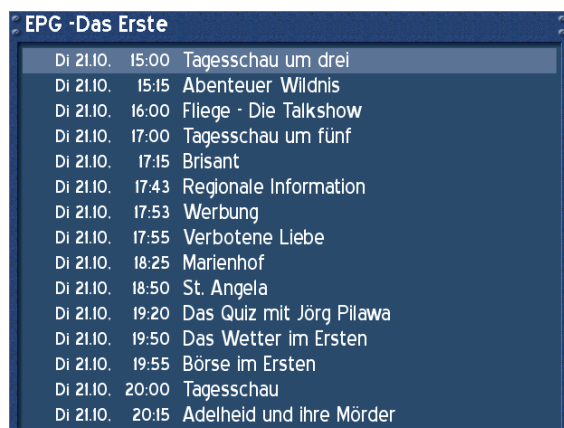 EPG -Das Erste
Di 21.10. 15:00 Tagesschau um drei
Di 21.10. 15:15 Abenteuer Wildnis
Di 21.10. 16:00 Fliege - Die Talkshow
Di 21.10. 17:00 Tagesschau um fünf
Di 21.10. 17:15 Brisant
Di 21.10. 17:43 Regionale Information
Di 21.10. 17:53 Werbung
Di 21.10. 17:55 Verbotene Liebe
Di 21.10. 18:25 Marienhof
Di 21.10. 18:50 St. Angela
Di 21.10. 19:20 Das Quiz mit Jörg Pilawa
Di 21.10. 19:50 Das Wetter im Ersten
Di 21.10. 19:55 Börse im Ersten
Di 21.10. 20:00 Tagesschau
Di 21.10. 20:15 Adelheid und ihre Mörder